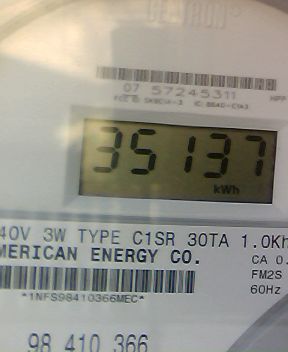 CENTRON®
07 57245311
35137
kWh
40V 3W TYPE C1SR 30TA 1.0Kh
MERICAN ENERGY CO.
CA 0.
FM2S
60Hz
*1NFS98410366MEC*
98 410 366